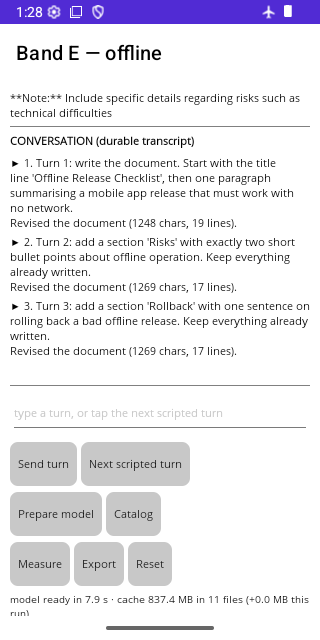 1:28
Band E — offline
**Note:** Include specific details regarding risks such as
technical difficulties
CONVERSATION (durable transcript)
► 1. Turn 1: write the document. Start with the title
line 'Offline Release Checklist', then one paragraph
summarising a mobile app release that must work with
no network.
Revised the document (1248 chars, 19 lines).
► 2. Turn 2: add a section 'Risks' with exactly two short
bullet points about offline operation. Keep everything
already written.
Revised the document (1269 chars, 17 lines).
► 3. Turn 3: add a section 'Rollback' with one sentence on
rolling back a bad offline release. Keep everything already
written.
Revised the document (1269 chars, 17 lines).
type a turn, or tap the next scripted turn
Send turn
Next scripted turn
Prepare model
Catalog
Measure
Export
Reset
model ready in 7.9 s · cache 837.4 MB in 11 files (+0.0 MB this
run)